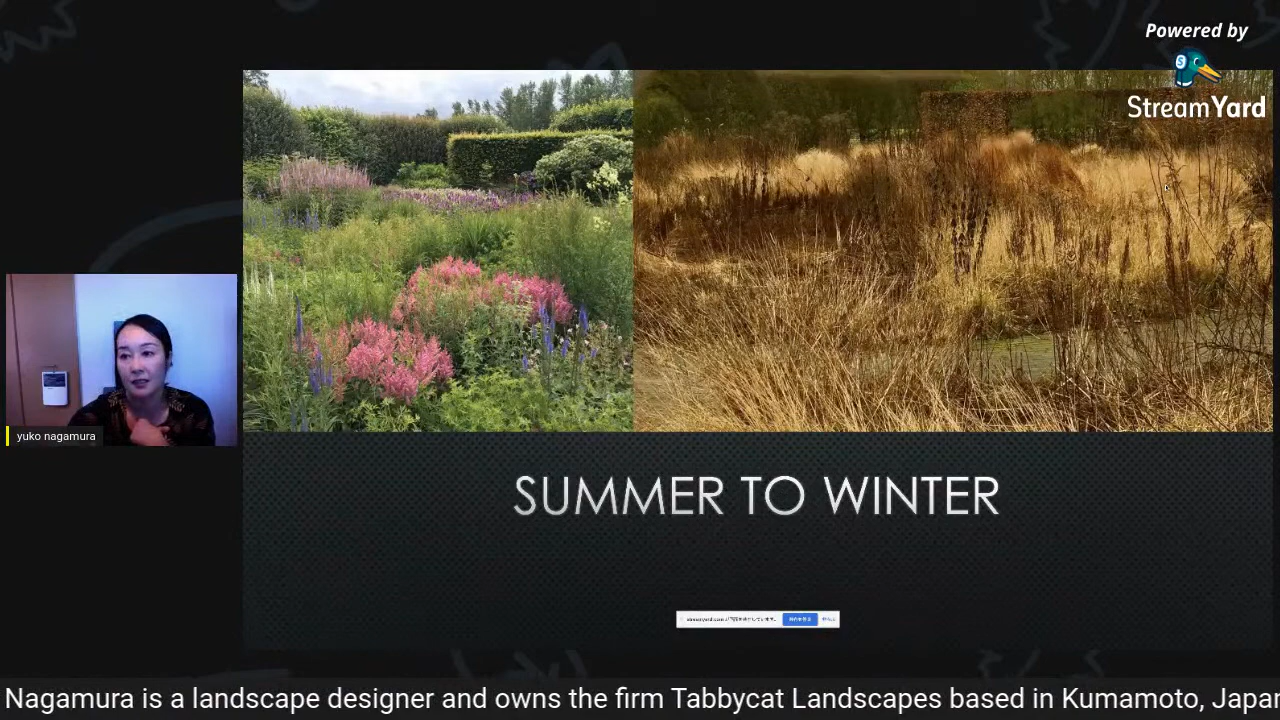 Powered by
StreamYard
yuko nagamura
SUMMER TO WINTER
Nagamura is a landscape designer and owns the firm Tabbycat Landscapes based in Kumamoto, Japan